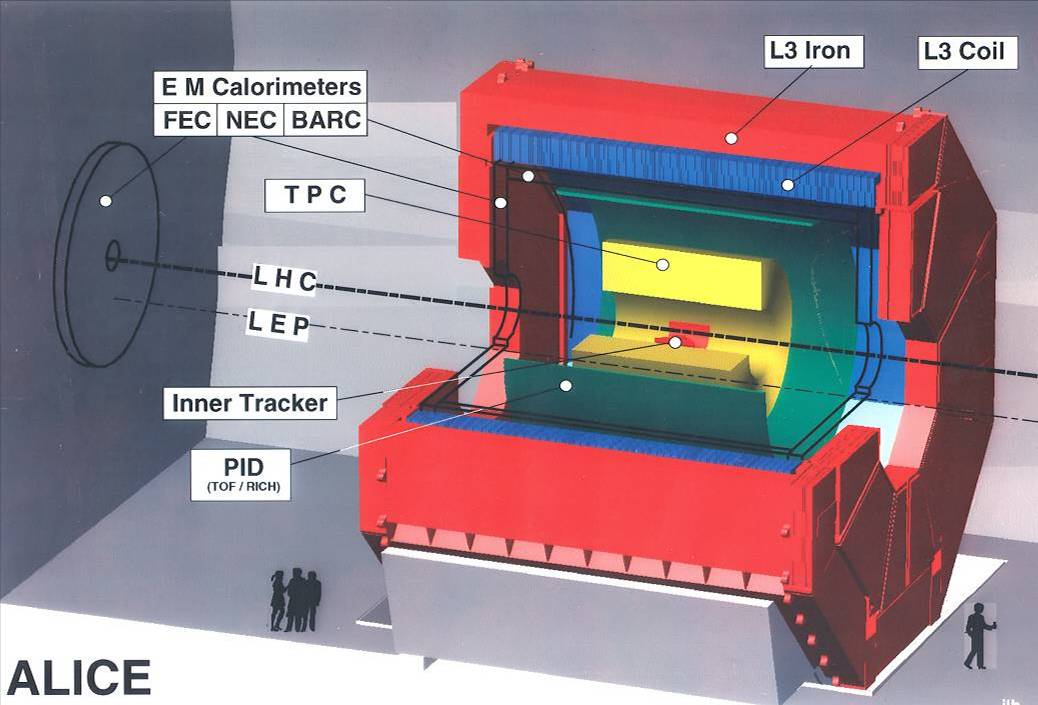 L3 Iron
L3 Coil
E M Calorimeters
FEC NEC BARC
T P C
L H C
L E P
Inner Tracker
PID
(TOF / RICH)
ALICE